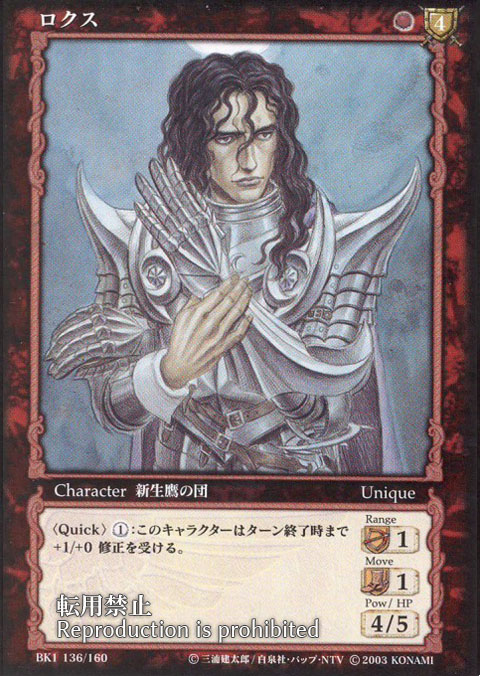 ロクス
4
Character 新生鷹の団 Unique
〈Quick〉①:このキャラクターはターン終了時まで
+1/+0 修正を受ける。
Range
1
Move
1
Pow/ HP
4/5
転用禁止
Reproduction is prohibited
BK1 136/160 ©三浦建太郎/白泉社・バップ・NTV ©2003 KONAMI